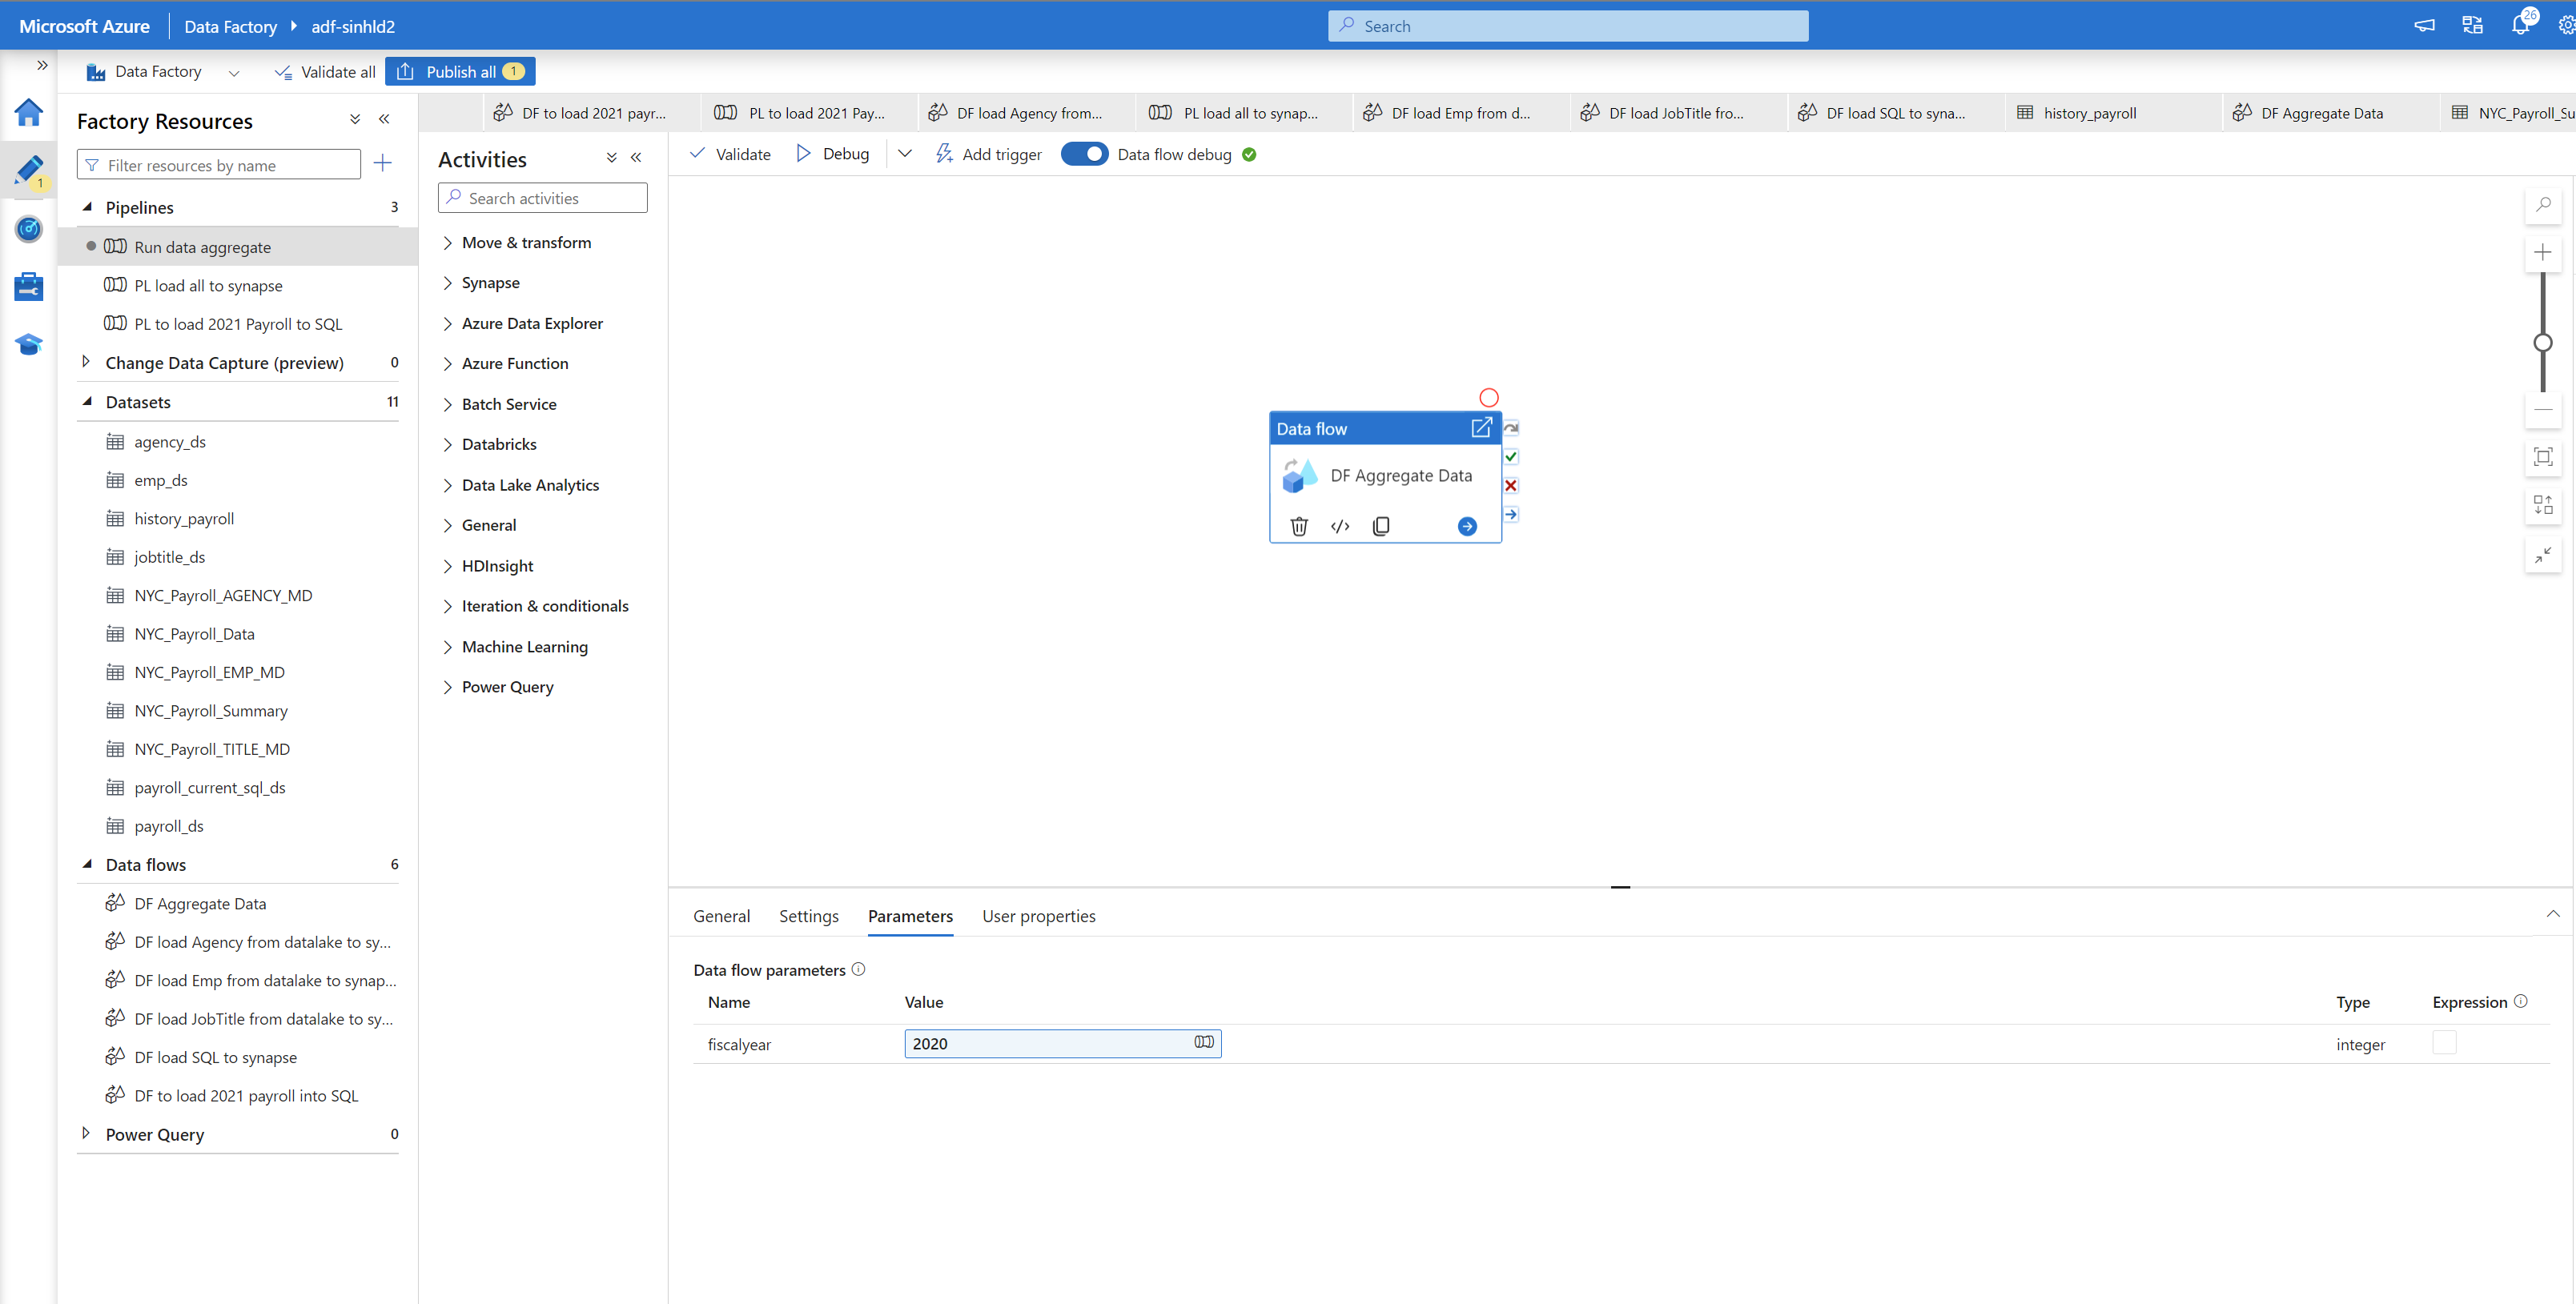 Microsoft Azure
Data Factory
adf-sinhld2
Search
26
Data Factory
Validate all
Publish all
1
1
Factory Resources
Filter resources by name
Pipelines 3
Run data aggregate
PL load all to synapse
PL to load 2021 Payroll to SQL
Change Data Capture (preview) 0
Datasets 11
agency_ds
emp_ds
history_payroll
jobtitle_ds
NYC_Payroll_AGENCY_MD
NYC_Payroll_Data
NYC_Payroll_EMP_MD
NYC_Payroll_Summary
NYC_Payroll_TITLE_MD
payroll_current_sql_ds
payroll_ds
Data flows 6
DF Aggregate Data
DF load Agency from datalake to sy...
DF load Emp from datalake to synap...
DF load JobTitle from datalake to sy...
DF load SQL to synapse
DF to load 2021 payroll into SQL
Power Query 0
DF to load 2021 payr...
PL to load 2021 Pay...
DF load Agency from...
PL load all to synap...
DF load Emp from d...
DF load JobTitle fro...
DF load SQL to syna...
history_payroll
DF Aggregate Data
NYC_Payroll_Su
Activities
Search activities
Move & transform
Synapse
Azure Data Explorer
Azure Function
Batch Service
Databricks
Data Lake Analytics
General
HDInsight
Iteration & conditionals
Machine Learning
Power Query
Validate
Debug
Add trigger
Data flow debug
Data flow
DF Aggregate Data
General
Settings
Parameters
User properties
Data flow parameters
Name Value Type Expression
fiscalyear 2020 integer